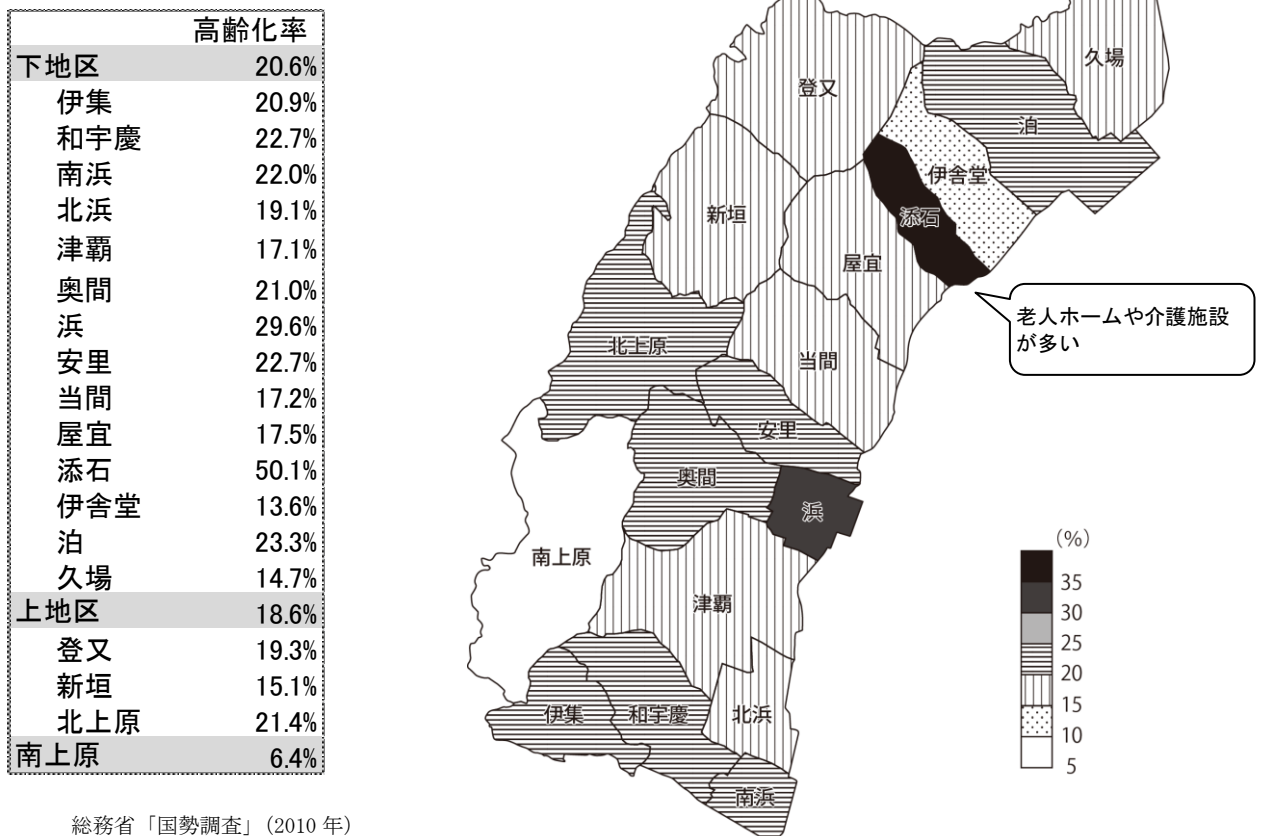 高齢化率
下地区 20.6%
伊集 20.9%
和宇慶 22.7%
南浜 22.0%
北浜 19.1%
津覇 17.1%
奥間 21.0%
浜 29.6%
安里 22.7%
当間 17.2%
屋宜 17.5%
添石 50.1%
伊舎堂 13.6%
泊 23.3%
久場 14.7%
上地区 18.6%
登又 19.3%
新垣 15.1%
北上原 21.4%
南上原 6.4%
総務省「国勢調査」(2010 年)
久場
登又
泊
伊舎堂
添石
新垣
屋宜
老人ホームや介護施設
が多い
北上原
当間
安里
奥間
浜
南上原
津覇
伊集
和宇慶
北浜
南浜
(%)
35
30
25
20
15
10
5